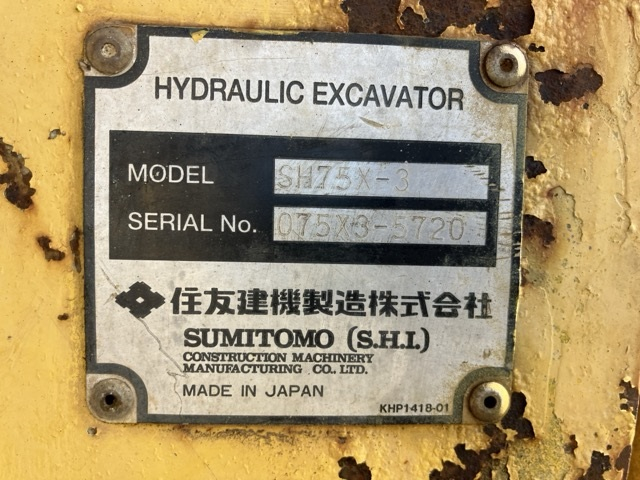 HYDRAULIC EXCAVATOR
MODEL SH75X-3
SERIAL No. 075X3-5720
住友建機製造株式会社
SUMITOMO (S.H.I.)
CONSTRUCTION MACHINERY
MANUFACTURING CO., LTD.
MADE IN JAPAN
KHP1418-01